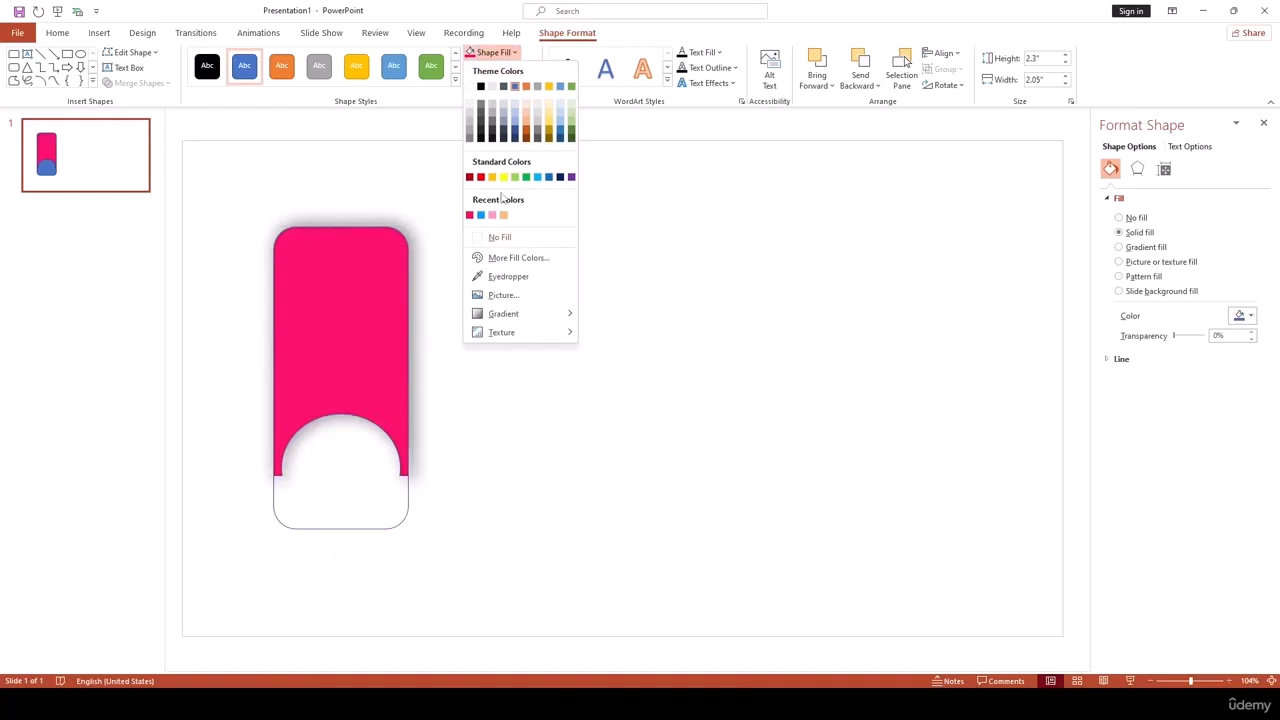 Presentation1 - PowerPoint
Search
Sign in
File Home Insert Design Transitions Animations Slide Show Review View Recording Help Shape Format
Share
Edit Shape
Text Box
Merge Shapes
Insert Shapes
Abc Abc Abc Abc Abc Abc Abc
Shape Styles
Shape Fill
Theme Colors
Standard Colors
Recent Colors
No Fill
More Fill Colors...
Eyedropper
Picture...
Gradient
Texture
A A
WordArt Styles
Text Fill
Text Outline
Text Effects
Alt
Text
Accessibility
Bring
Forward
Send
Backward
Selection
Pane
Align
Group
Rotate
Arrange
Height: 2.3"
Width: 2.05"
Size
1
Format Shape
Shape Options Text Options
Fill
No fill
Solid fill
Gradient fill
Picture or texture fill
Pattern fill
Slide background fill
Color
Transparency 0%
Line
Slide 1 of 1 English (United States)
Notes Comments 104%
ûdemy